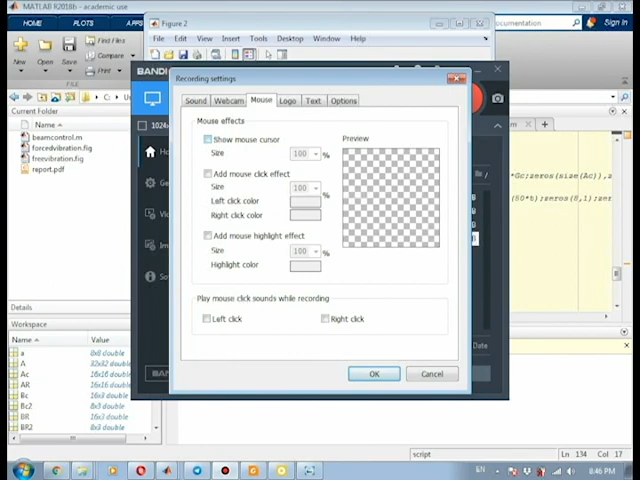 MATLAB R2018b - academic use
HOME PLOTS APPS
Figure 2
File Edit View Insert Tools Desktop Window Help
Sign In
New Open Save
Find Files
Compare
Print
FILE
Current Folder
Name
beamcontrol.m
forcedvibration.fig
freevibration.fig
report.pdf
Details
Workspace
Name Value
a 8x8 double
A 32x32 double
Ac 16x16 double
AR 16x16 double
Bc 16x3 double
Bc2 8x3 double
BR
BR2
BANDI
1024x
Recording settings
Sound Webcam Mouse Logo Text Options
Mouse effects
Show mouse cursor
Size 100 %
Add mouse click effect
Size 100 %
Left click color
Right click color
Add mouse highlight effect
Size 100 %
Highlight color
Preview
Play mouse click sounds while recording
Left click Right click
OK Cancel
Date
script Ln 134 Col 17
EN 8:46 PM